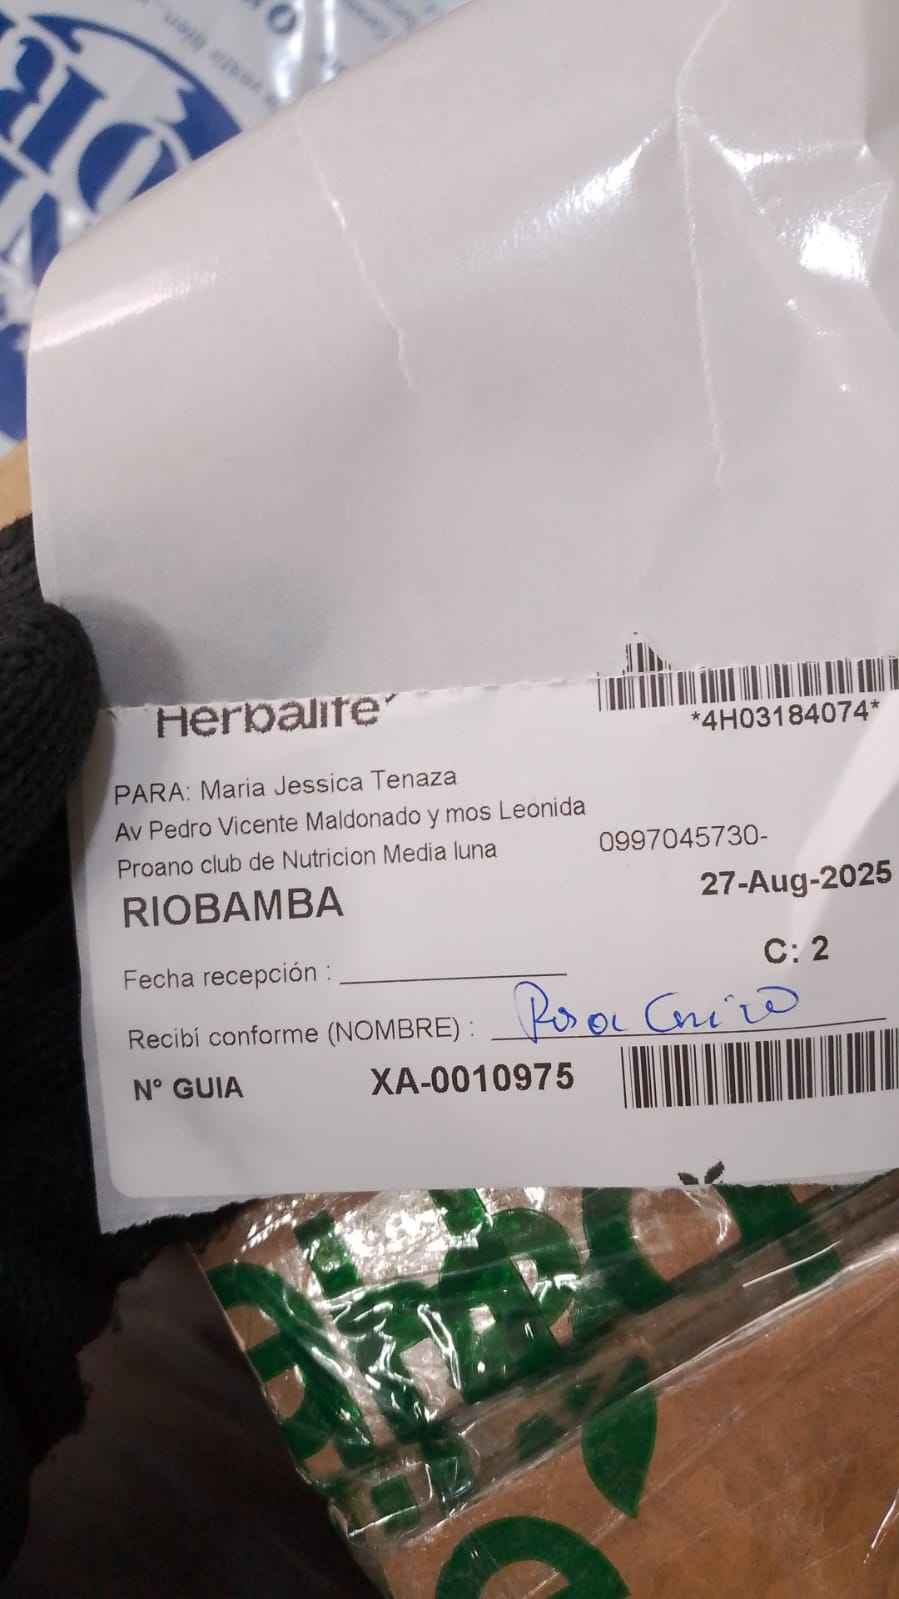 Herbalife
*4H03184074*
PARA: Maria Jessica Tenaza
Av Pedro Vicente Maldonado y mos Leonida
Proano club de Nutricion Media luna
0997045730-
RIOBAMBA
27-Aug-2025
C: 2
Fecha recepción :
Recibí conforme (NOMBRE) : Rosa
N° GUIA XA-0010975